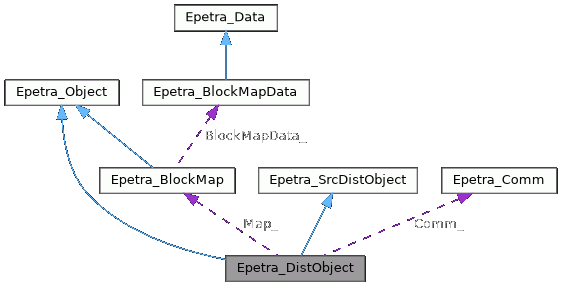 Epetra_Data
Epetra_Object
Epetra_BlockMapData
BlockMapData_
Epetra_BlockMap
Epetra_SrcDistObject
Epetra_Comm
Map_
Comm_
Epetra_DistObject